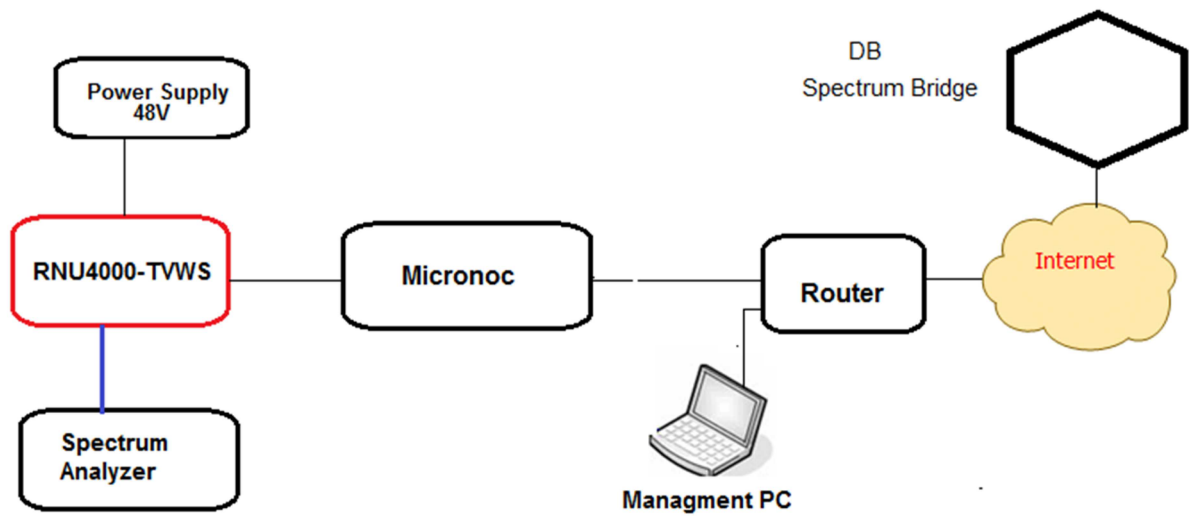 DB
Spectrum Bridge
Power Supply
48V
RNU4000-TVWS
Micronoc
Router
Internet
Spectrum
Analyzer
Managment PC